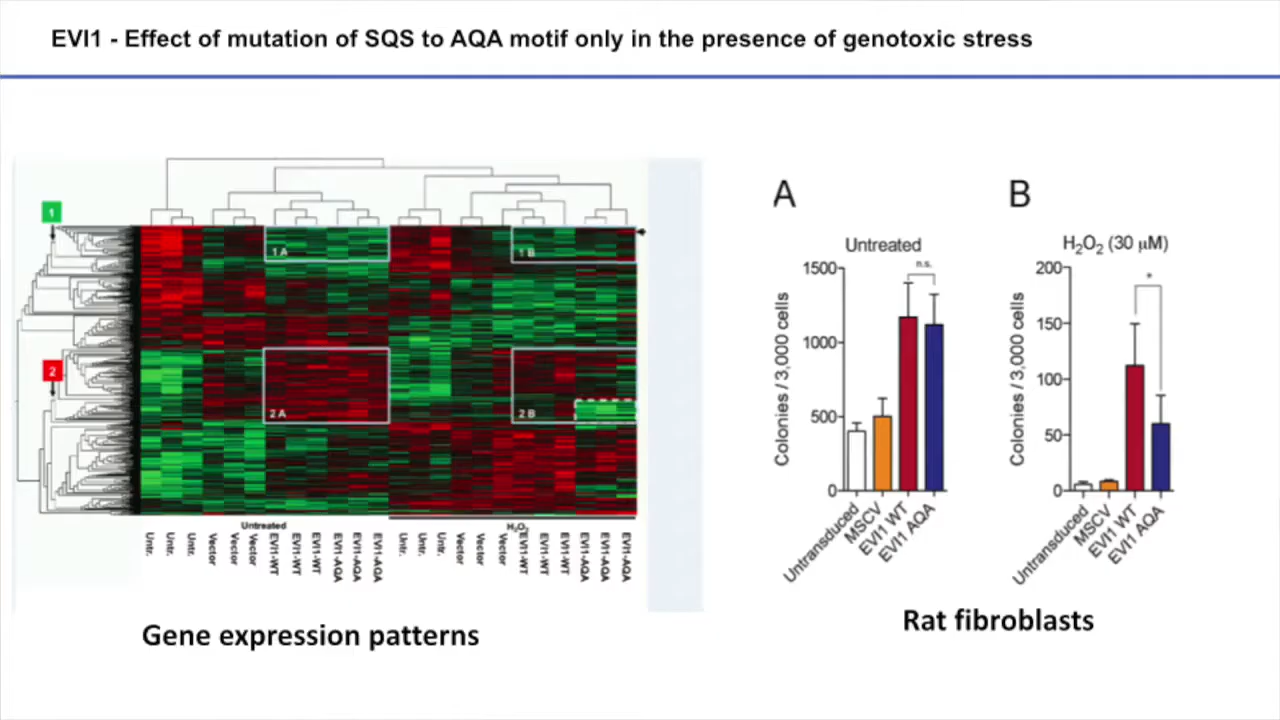 EVI1 - Effect of mutation of SQS to AQA motif only in the presence of genotoxic stress
1
2
1 A
1 B
2 A
2 B
Untreated
H₂O₂
Untr.
Untr.
Untr.
Vector
Vector
Vector
EVI1-WT
EVI1-WT
EVI1-WT
EVI1-AQA
EVI1-AQA
EVI1-AQA
Untr.
Untr.
Untr.
Vector
Vector
Vector
EVI1-WT
EVI1-WT
EVI1-WT
EVI1-AQA
EVI1-AQA
EVI1-AQA
Gene expression patterns
A
Untreated
n.s.
Colonies / 3,000 cells
1500
1000
500
0
Untransduced
MSCV
EVI1 WT
EVI1 AQA
B
H₂O₂ (30 µM)
*
Colonies / 3,000 cells
200
150
100
50
0
Untransduced
MSCV
EVI1 WT
EVI1 AQA
Rat fibroblasts